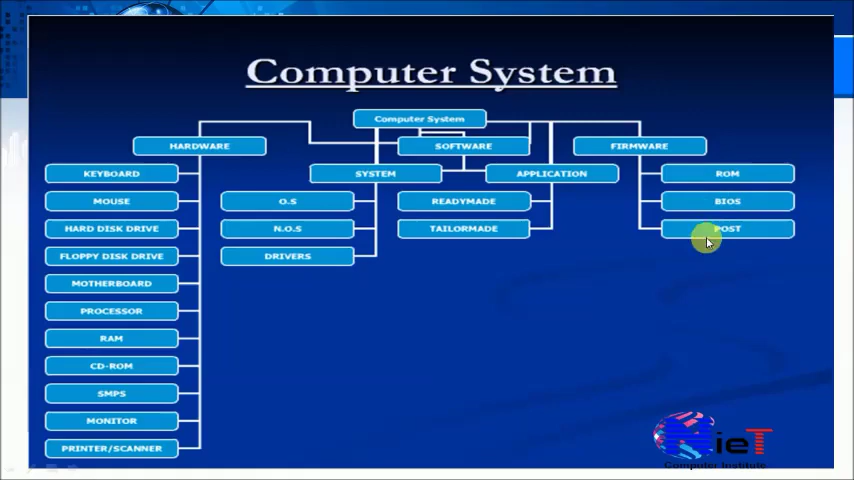 Computer System
Computer System
HARDWARE
SOFTWARE
FIRMWARE
KEYBOARD
SYSTEM
APPLICATION
ROM
MOUSE
O.S
READYMADE
BIOS
HARD DISK DRIVE
N.O.S
TAILORMADE
POST
FLOPPY DISK DRIVE
DRIVERS
MOTHERBOARD
PROCESSOR
RAM
CD-ROM
SMPS
MONITOR
PRINTER/SCANNER
NieT
Computer Institute